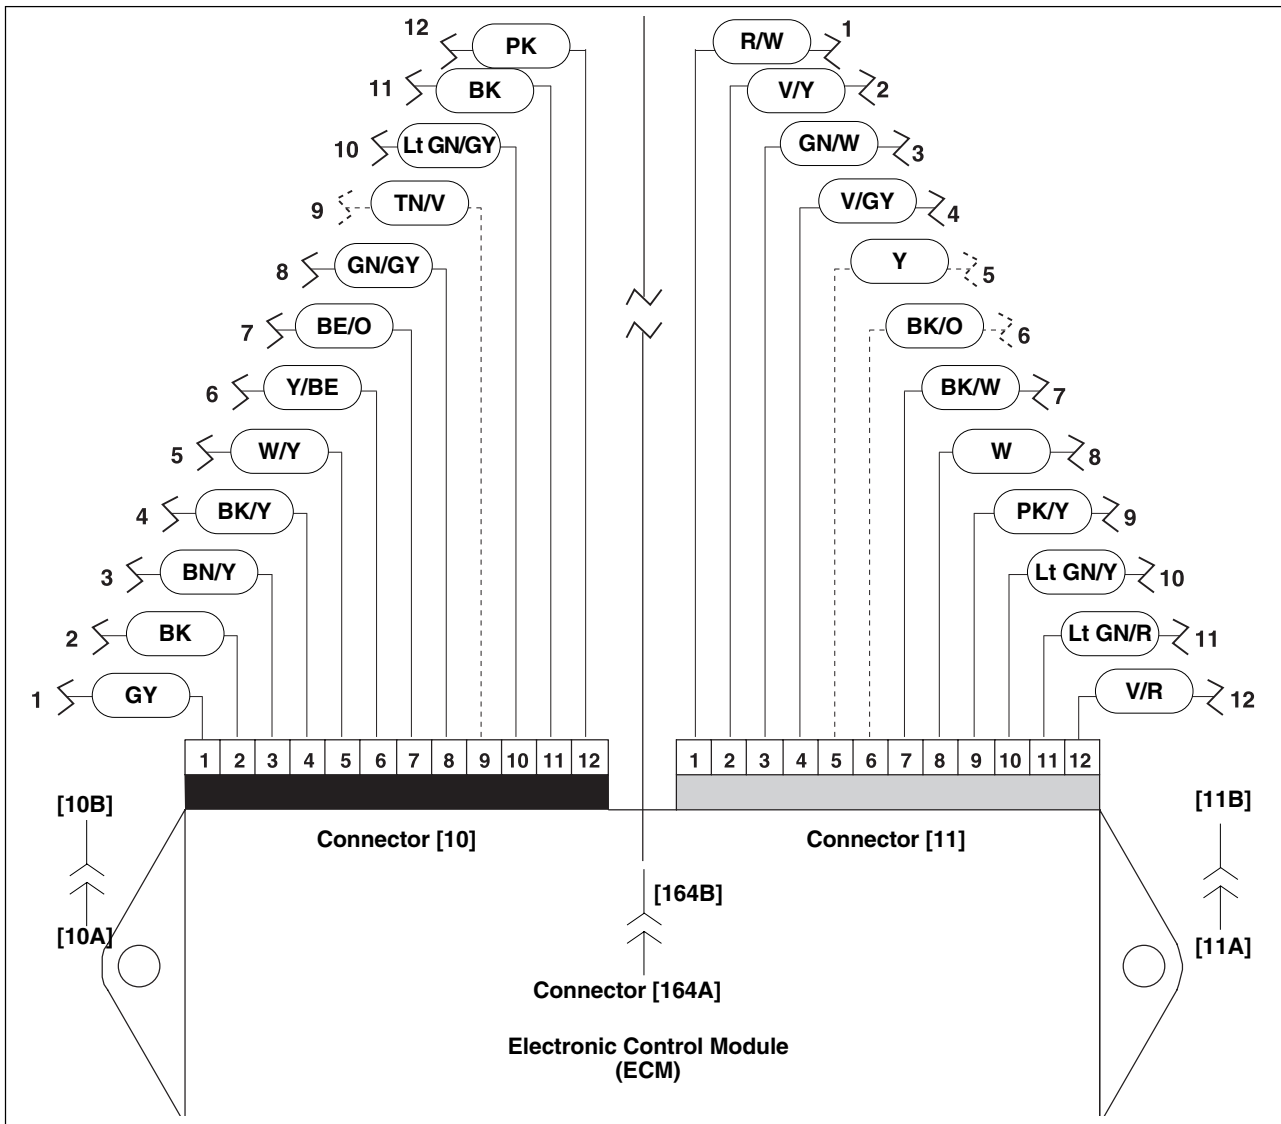 12 PK R/W 1
11 BK V/Y 2
10 Lt GN/GY GN/W 3
9 TN/V V/GY 4
8 GN/GY Y 5
7 BE/O BK/O 6
6 Y/BE BK/W 7
5 W/Y W 8
4 BK/Y PK/Y 9
3 BN/Y Lt GN/Y 10
2 BK Lt GN/R 11
1 GY V/R 12
1 2 3 4 5 6 7 8 9 10 11 12 1 2 3 4 5 6 7 8 9 10 11 12
[10B] [11B]
Connector [10] Connector [11]
[164B]
[10A] [11A]
Connector [164A]
Electronic Control Module
(ECM)